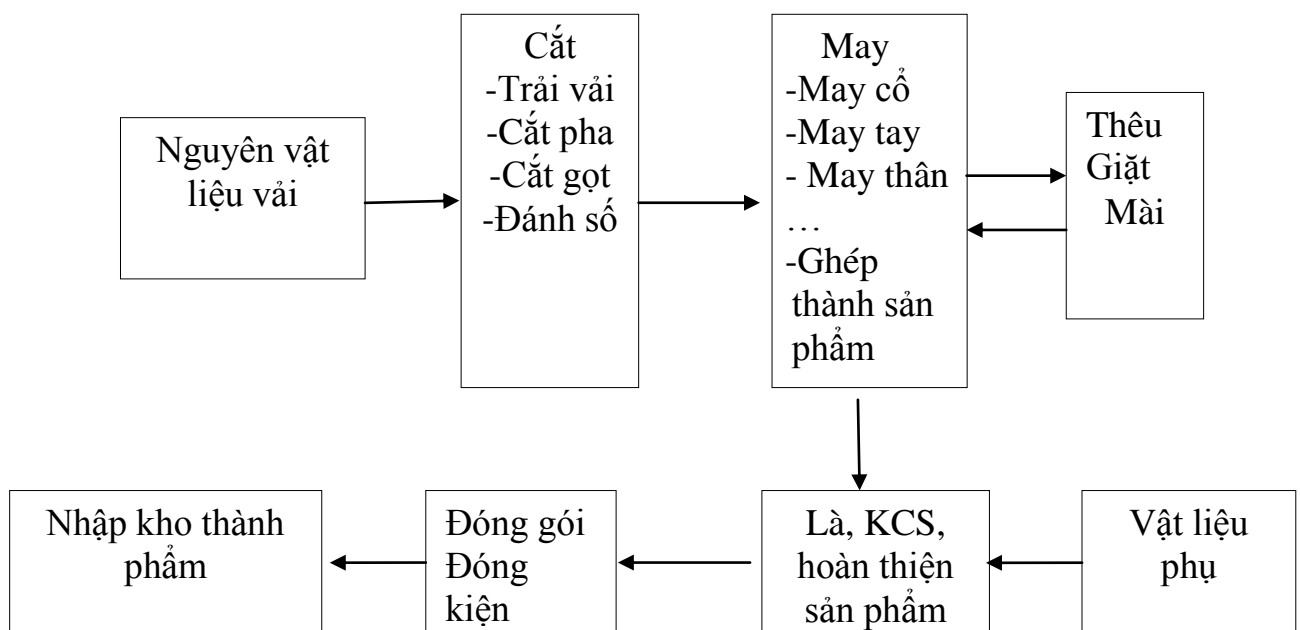 Nguyên vật
liệu vải
Cắt
-Trải vải
-Cắt pha
-Cắt gọt
-Đánh số
May
-May cổ
-May tay
- May thân
…
-Ghép
thành sản
phẩm
Thêu
Giặt
Mài
Nhập kho thành
phẩm
Đóng gói
Đóng
kiện
Là, KCS,
hoàn thiện
sản phẩm
Vật liệu
phụ